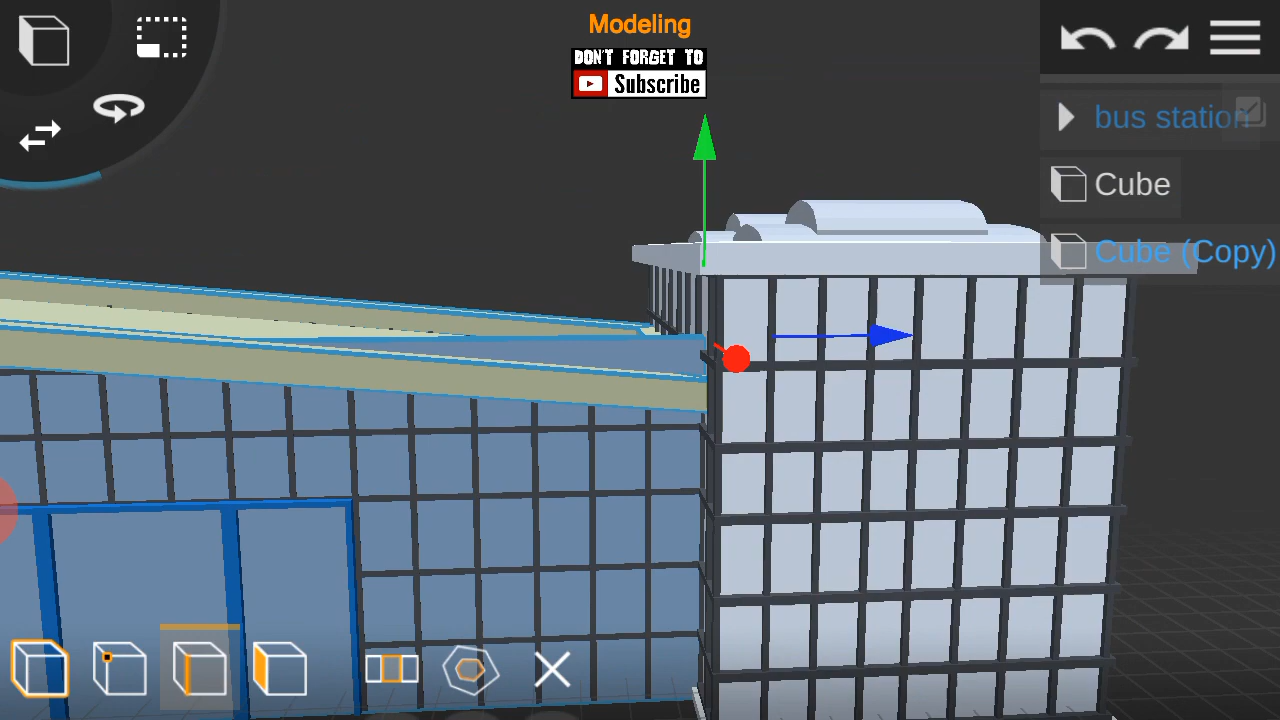 Modeling
DON'T FORGET TO
Subscribe
bus station
Cube
Cube (Copy)